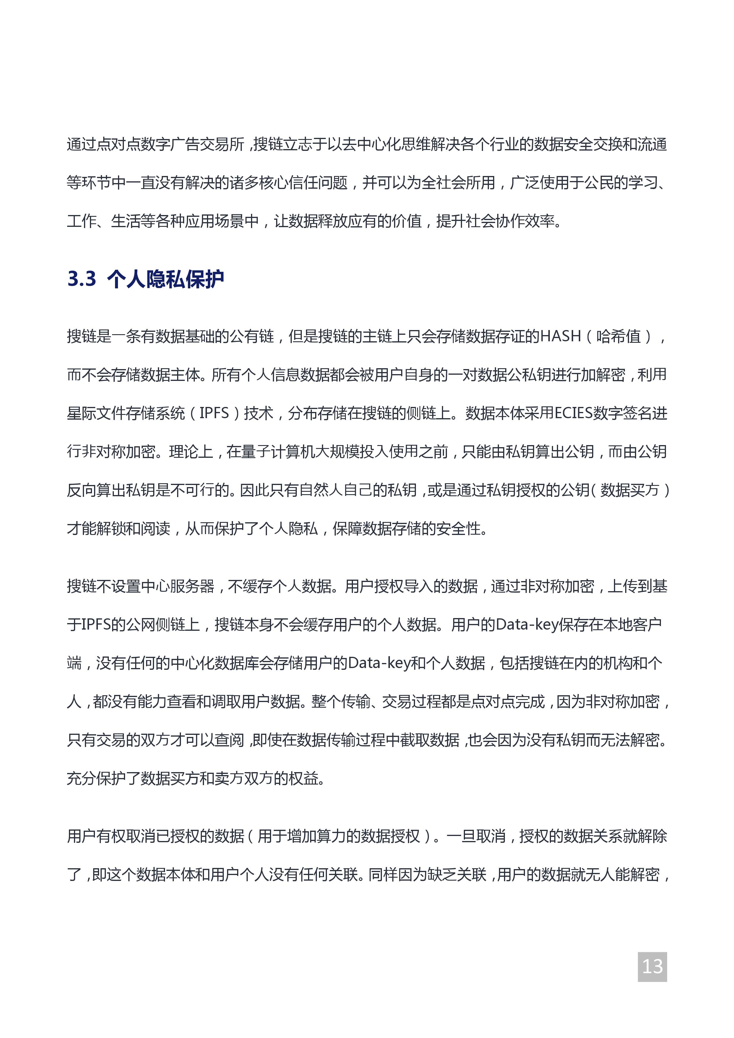 通过点对点数字广告交易所，搜链立志于以去中心化思维解决各个行业的数据安全交换和流通
等环节中一直没有解决的诸多核心信任问题，并可以为全社会所用，广泛使用于公民的学习、
工作、生活等各种应用场景中，让数据释放应有的价值，提升社会协作效率。
3.3 个人隐私保护
搜链是一条有数据基础的公有链，但是搜链的主链上只会存储数据存证的HASH（哈希值），
而不会存储数据主体。所有个人信息数据都会被用户自身的一对数据公私钥进行加解密，利用
星际文件存储系统（IPFS）技术，分布存储在搜链的侧链上。数据本体采用ECIES数字签名进
行非对称加密。理论上，在量子计算机大规模投入使用之前，只能由私钥算出公钥，而由公钥
反向算出私钥是不可行的。因此只有自然人自己的私钥，或是通过私钥授权的公钥（数据买方）
才能解锁和阅读，从而保护了个人隐私，保障数据存储的安全性。
搜链不设置中心服务器，不缓存个人数据。用户授权导入的数据，通过非对称加密，上传到基
于IPFS的公网侧链上，搜链本身不会缓存用户的个人数据。用户的Data-key保存在本地客户
端，没有任何的中心化数据库会存储用户的Data-key和个人数据，包括搜链在内的机构和个
人，都没有能力查看和调取用户数据。整个传输、交易过程都是点对点完成，因为非对称加密，
只有交易的双方才可以查阅，即使在数据传输过程中截取数据，也会因为没有私钥而无法解密。
充分保护了数据买方和卖方双方的权益。
用户有权取消已授权的数据（用于增加算力的数据授权）。一旦取消，授权的数据关系就解除
了，即这个数据本体和用户个人没有任何关联。同样因为缺乏关联，用户的数据就无人能解密，
13